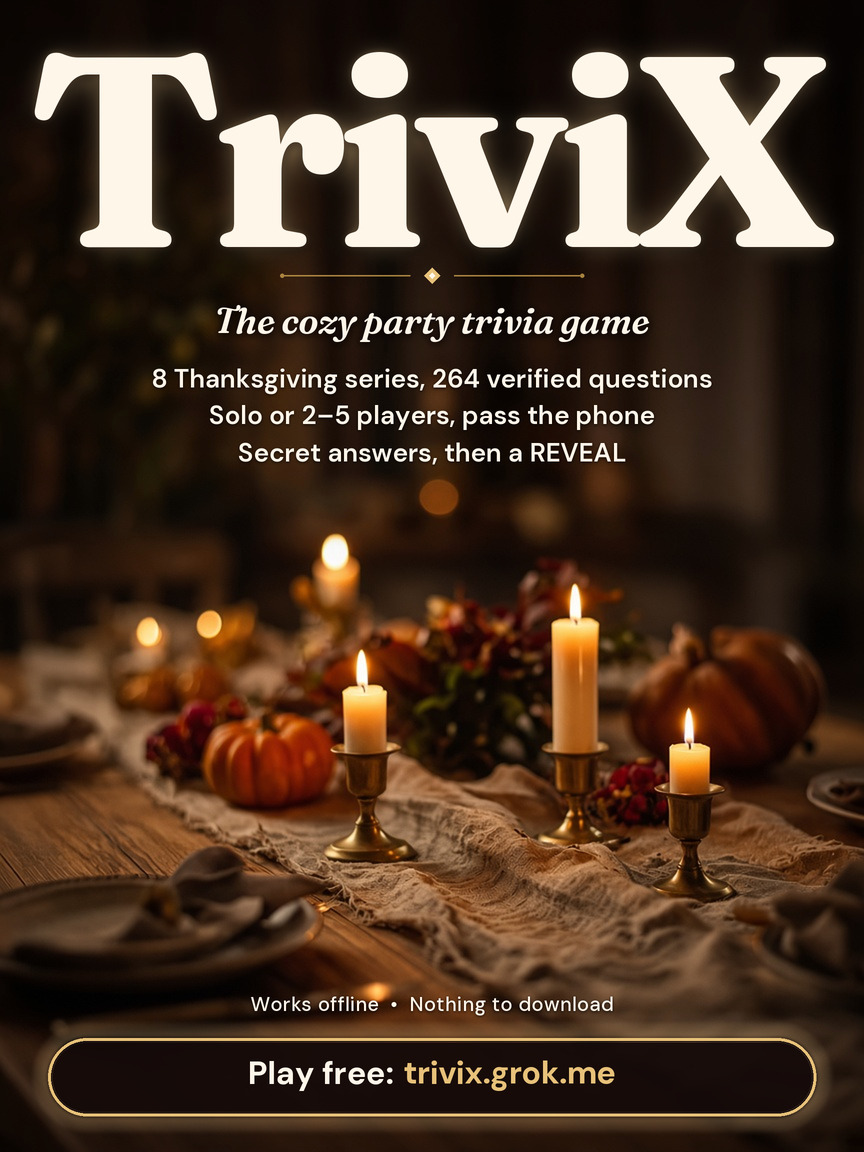 TriviX
The cozy party trivia game
8 Thanksgiving series, 264 verified questions
Solo or 2–5 players, pass the phone
Secret answers, then a REVEAL
Works offline • Nothing to download
Play free: trivix.grok.me